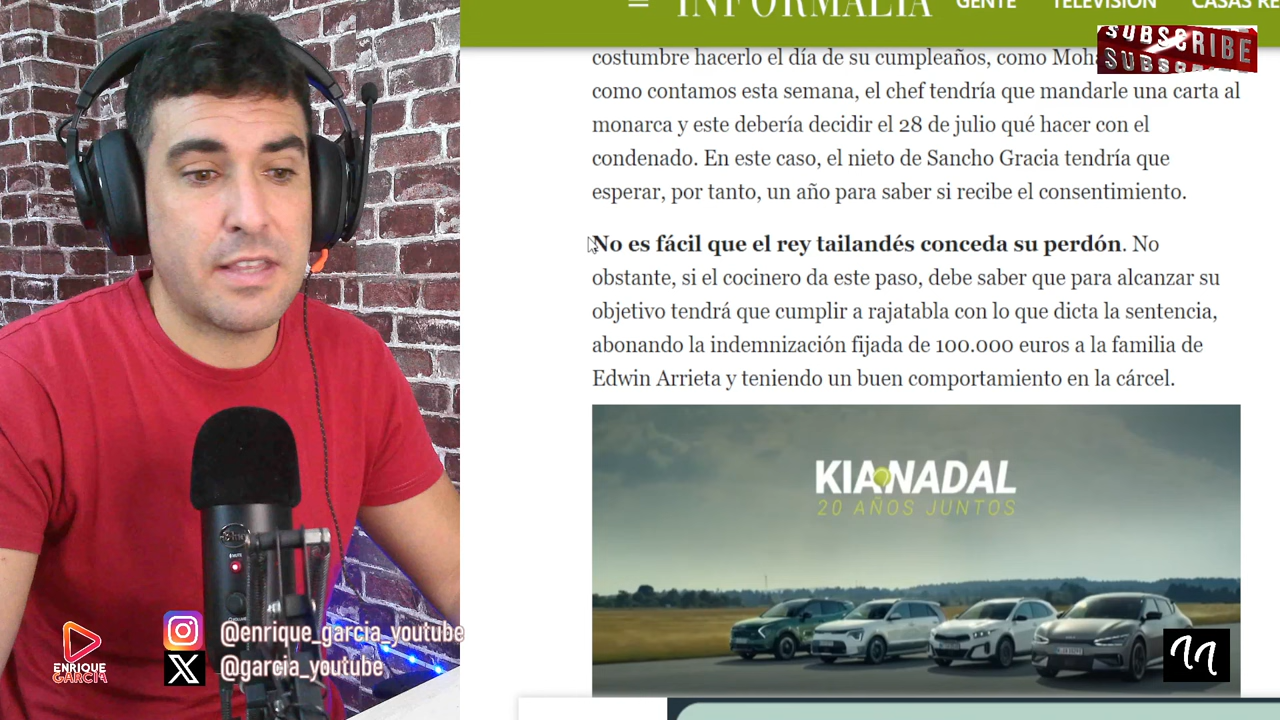 INFORMALIA GENTE TELEVISIÓN CASAS RE
SUBSCRIBE
SUBSCRIBE
costumbre hacerlo el día de su cumpleaños, como Moha
como contamos esta semana, el chef tendría que mandarle una carta al
monarca y este debería decidir el 28 de julio qué hacer con el
condenado. En este caso, el nieto de Sancho Gracia tendría que
esperar, por tanto, un año para saber si recibe el consentimiento.
No es fácil que el rey tailandés conceda su perdón. No
obstante, si el cocinero da este paso, debe saber que para alcanzar su
objetivo tendrá que cumplir a rajatabla con lo que dicta la sentencia,
abonando la indemnización fijada de 100.000 euros a la familia de
Edwin Arrieta y teniendo un buen comportamiento en la cárcel.
KIA NADAL
20 AÑOS JUNTOS
@enrique_garcia_youtube
@garcia_youtube
ENRIQUE
GARCIA